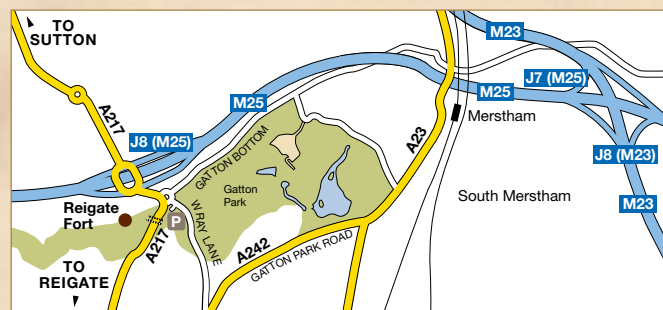 TO
SUTTON
M23
A217
M25
J7 (M25)
M25
Merstham
J8 (M25)
GATTON BOTTOM
A23
J8 (M23)
Gatton
Park
South Merstham
M23
Reigate
Fort
P
WRAY LANE
A217
A242
GATTON PARK ROAD
TO
REIGATE